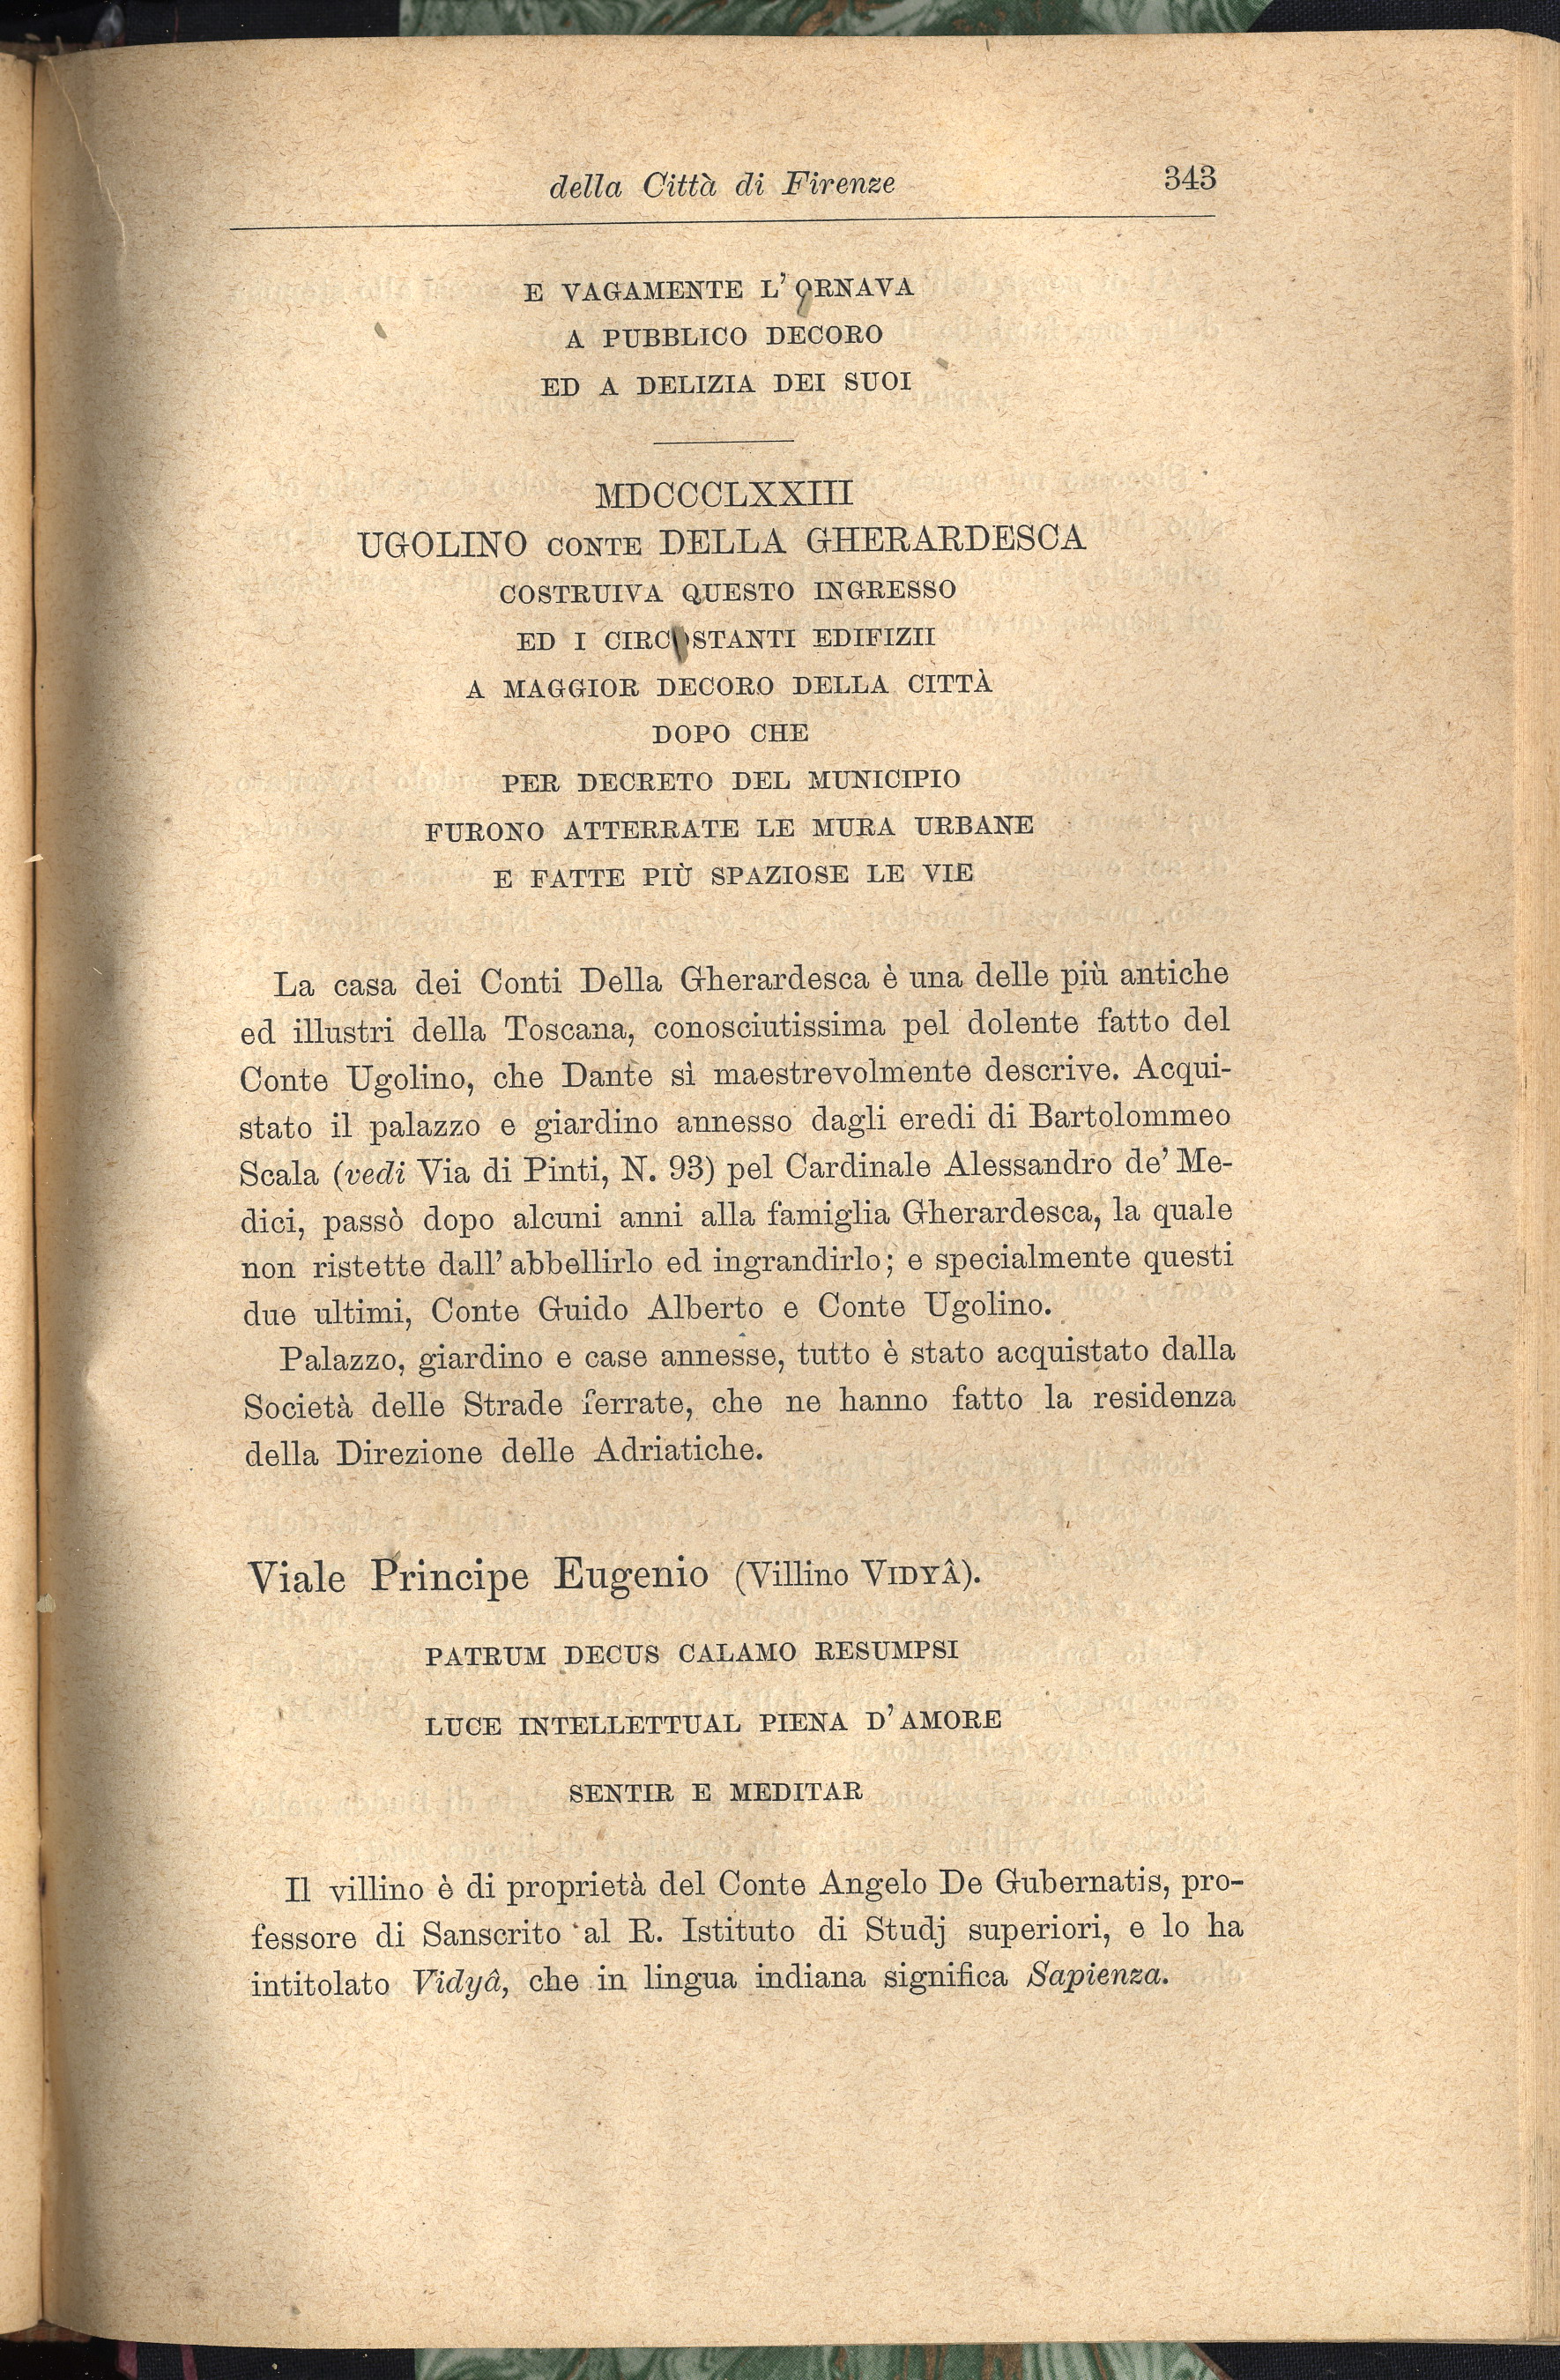 della Città di Firenze 343
E VAGAMENTE L' ORNAVA
A PUBBLICO DECORO
ED A DELIZIA DEI SUOI
MDCCCLXXIII
UGOLINO CONTE DELLA GHERARDESCA
COSTRUIVA QUESTO INGRESSO
ED I CIRCOSTANTI EDIFIZII
A MAGGIOR DECORO DELLA CITTÀ
DOPO CHE
PER DECRETO DEL MUNICIPIO
FURONO ATTERRATE LE MURA URBANE
E FATTE PIÙ SPAZIOSE LE VIE
La casa dei Conti Della Gherardesca è una delle più antiche
ed illustri della Toscana, conosciutissima pel dolente fatto del
Conte Ugolino, che Dante sì maestrevolmente descrive. Acqui-
stato il palazzo e giardino annesso dagli eredi di Bartolommeo
Scala (vedi Via di Pinti, N. 93) pel Cardinale Alessandro de' Me-
dici, passò dopo alcuni anni alla famiglia Gherardesca, la quale
non ristette dall' abbellirlo ed ingrandirlo; e specialmente questi
due ultimi, Conte Guido Alberto e Conte Ugolino.
Palazzo, giardino e case annesse, tutto è stato acquistato dalla
Società delle Strade ferrate, che ne hanno fatto la residenza
della Direzione delle Adriatiche.
Viale Principe Eugenio (Villino VIDYÂ).
PATRUM DECUS CALAMO RESUMPSI
LUCE INTELLETTUAL PIENA D' AMORE
SENTIR E MEDITAR
Il villino è di proprietà del Conte Angelo De Gubernatis, pro-
fessore di Sanscrito al R. Istituto di Studj superiori, e lo ha
intitolato Vidyâ, che in lingua indiana significa Sapienza.